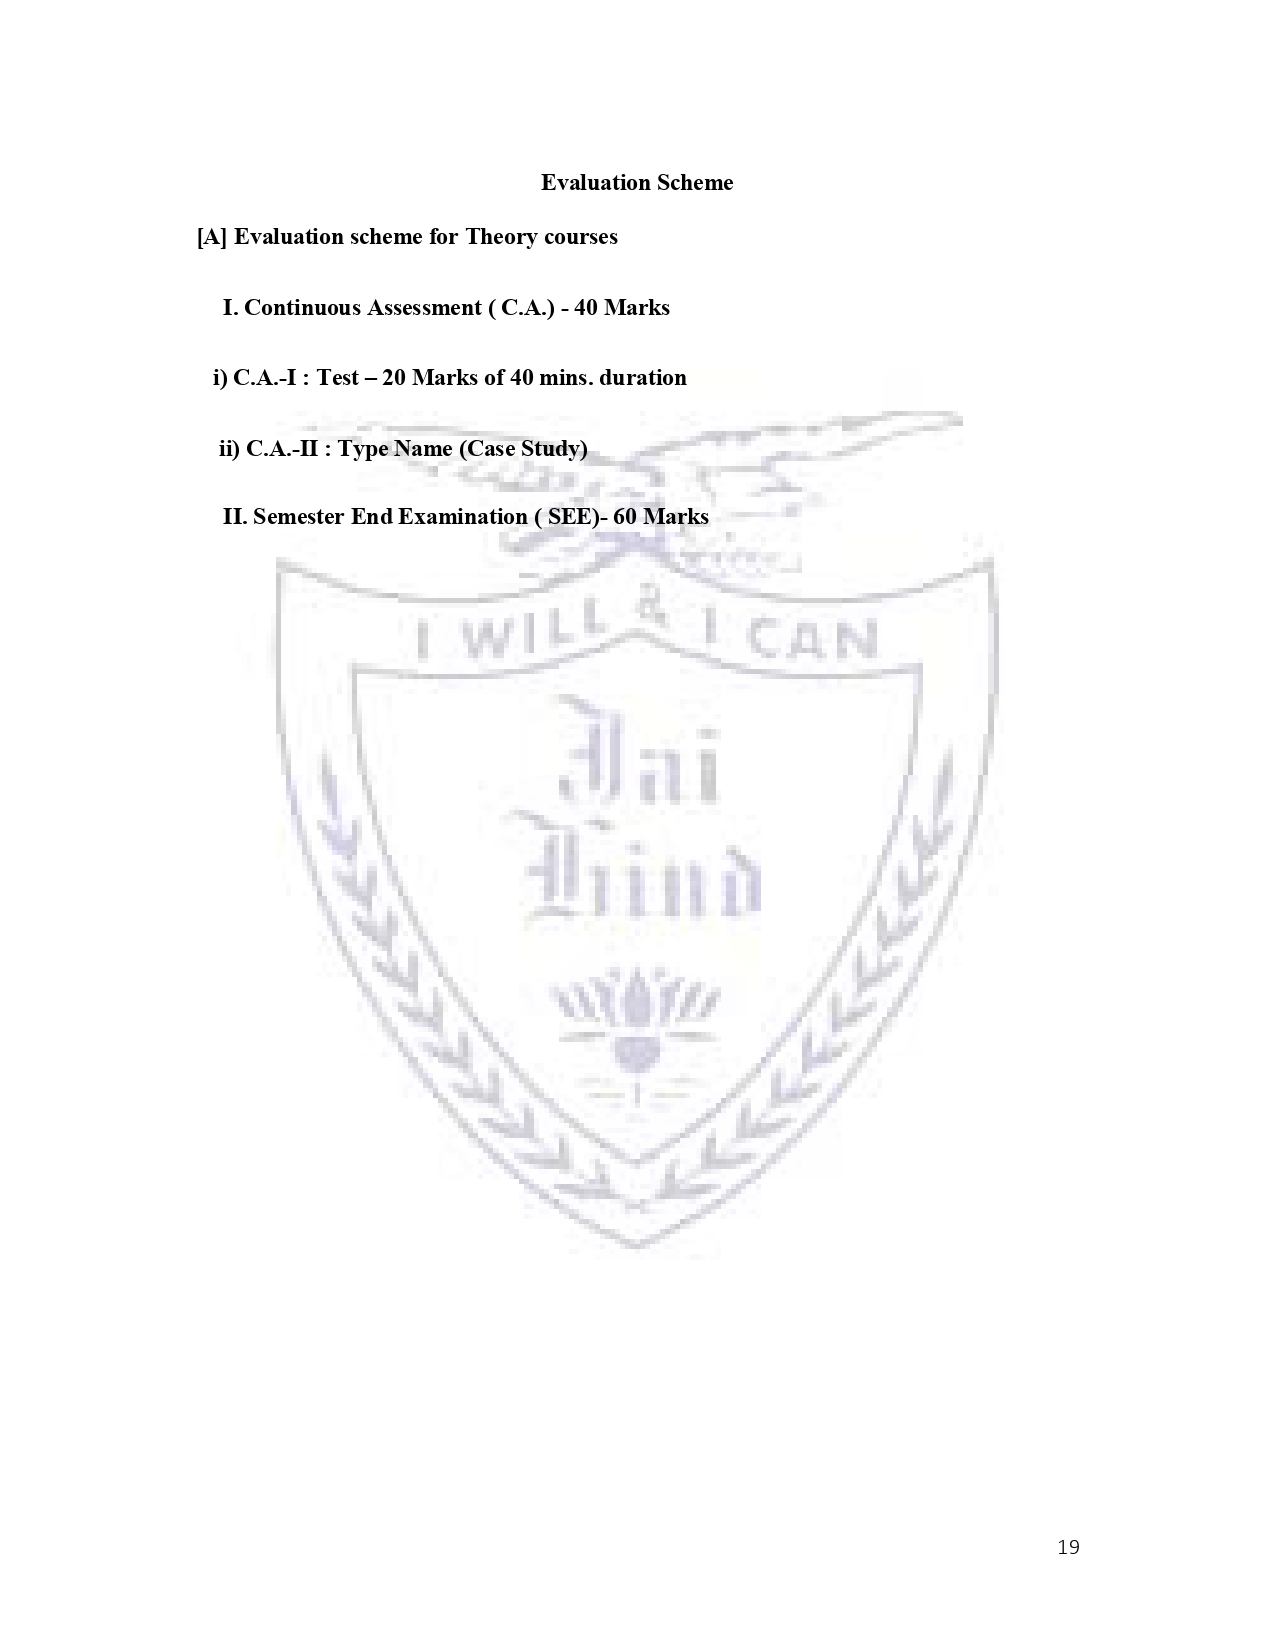 Evaluation Scheme
[A] Evaluation scheme for Theory courses
I. Continuous Assessment ( C.A.) - 40 Marks
i) C.A.-I : Test – 20 Marks of 40 mins. duration
ii) C.A.-II : Type Name (Case Study)
II. Semester End Examination ( SEE)- 60 Marks
I WILL & I CAN
Jai
Hind
19